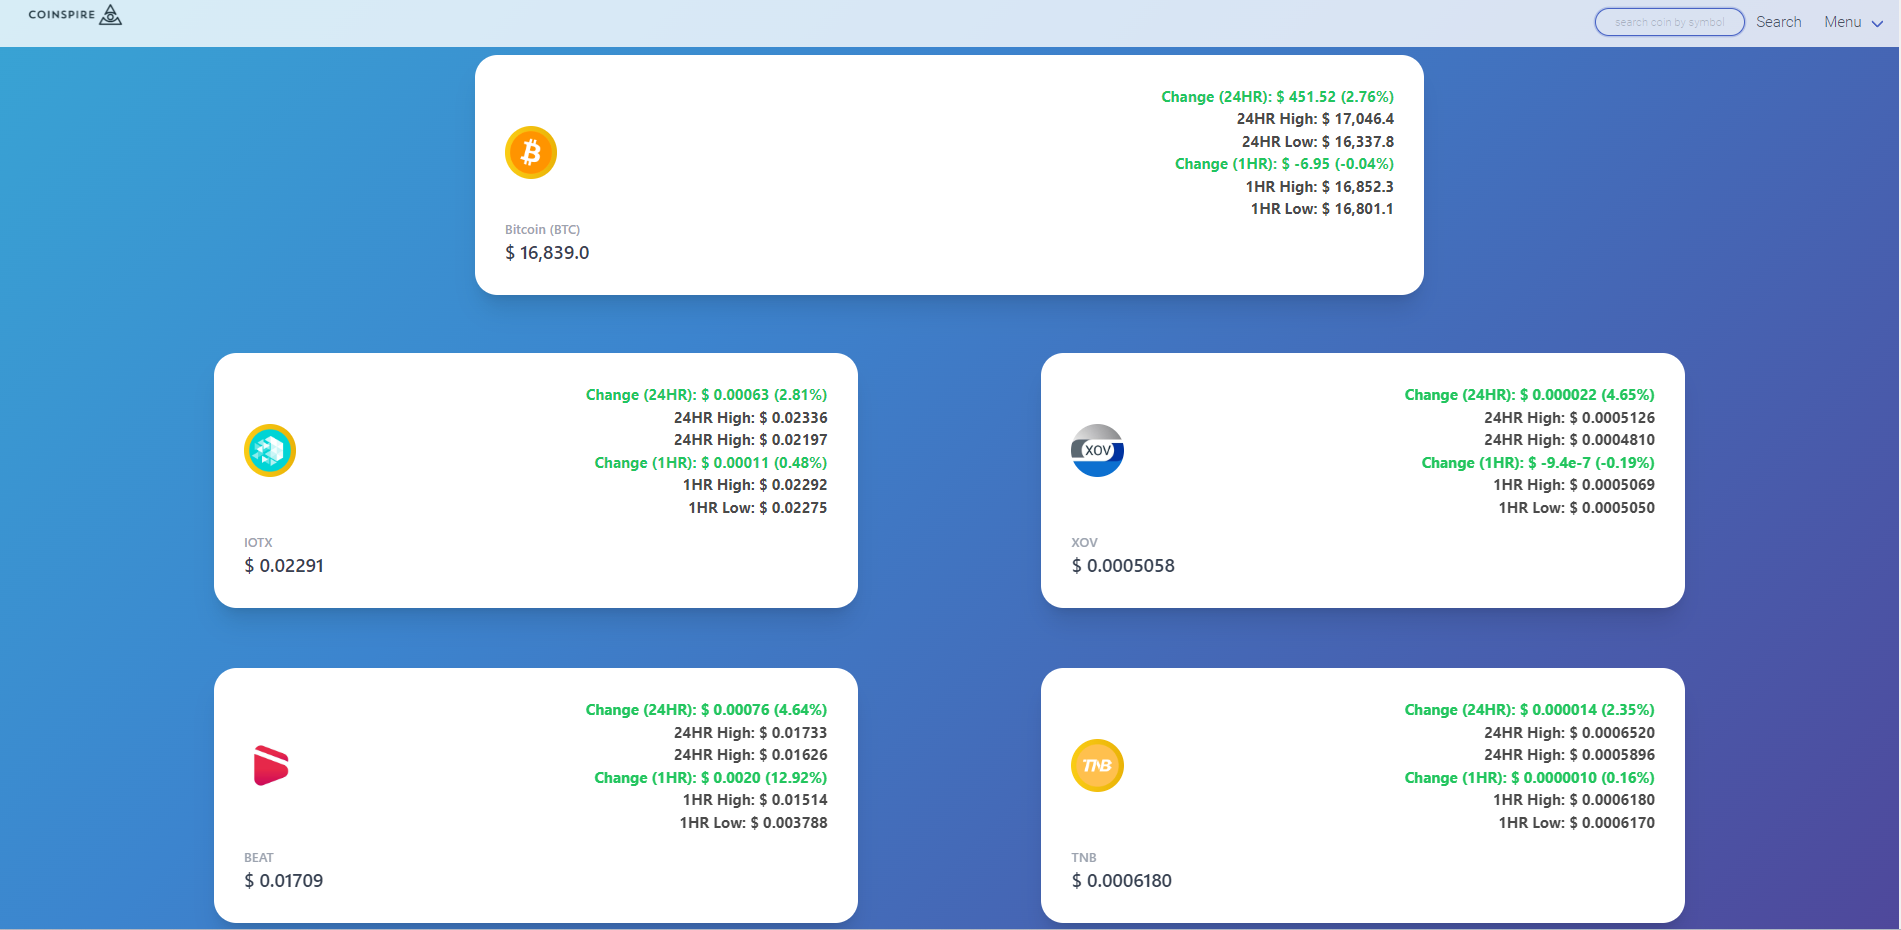 COINSPIRE
search coin by symbol
Search
Menu
Change (24HR): $ 451.52 (2.76%)
24HR High: $ 17,046.4
24HR Low: $ 16,337.8
Change (1HR): $ -6.95 (-0.04%)
1HR High: $ 16,852.3
1HR Low: $ 16,801.1
Bitcoin (BTC)
$ 16,839.0
Change (24HR): $ 0.00063 (2.81%)
24HR High: $ 0.02336
24HR High: $ 0.02197
Change (1HR): $ 0.00011 (0.48%)
1HR High: $ 0.02292
1HR Low: $ 0.02275
IOTX
$ 0.02291
XOV
Change (24HR): $ 0.000022 (4.65%)
24HR High: $ 0.0005126
24HR High: $ 0.0004810
Change (1HR): $ -9.4e-7 (-0.19%)
1HR High: $ 0.0005069
1HR Low: $ 0.0005050
XOV
$ 0.0005058
Change (24HR): $ 0.00076 (4.64%)
24HR High: $ 0.01733
24HR High: $ 0.01626
Change (1HR): $ 0.0020 (12.92%)
1HR High: $ 0.01514
1HR Low: $ 0.003788
BEAT
$ 0.01709
TNB
Change (24HR): $ 0.000014 (2.35%)
24HR High: $ 0.0006520
24HR High: $ 0.0005896
Change (1HR): $ 0.0000010 (0.16%)
1HR High: $ 0.0006180
1HR Low: $ 0.0006170
TNB
$ 0.0006180